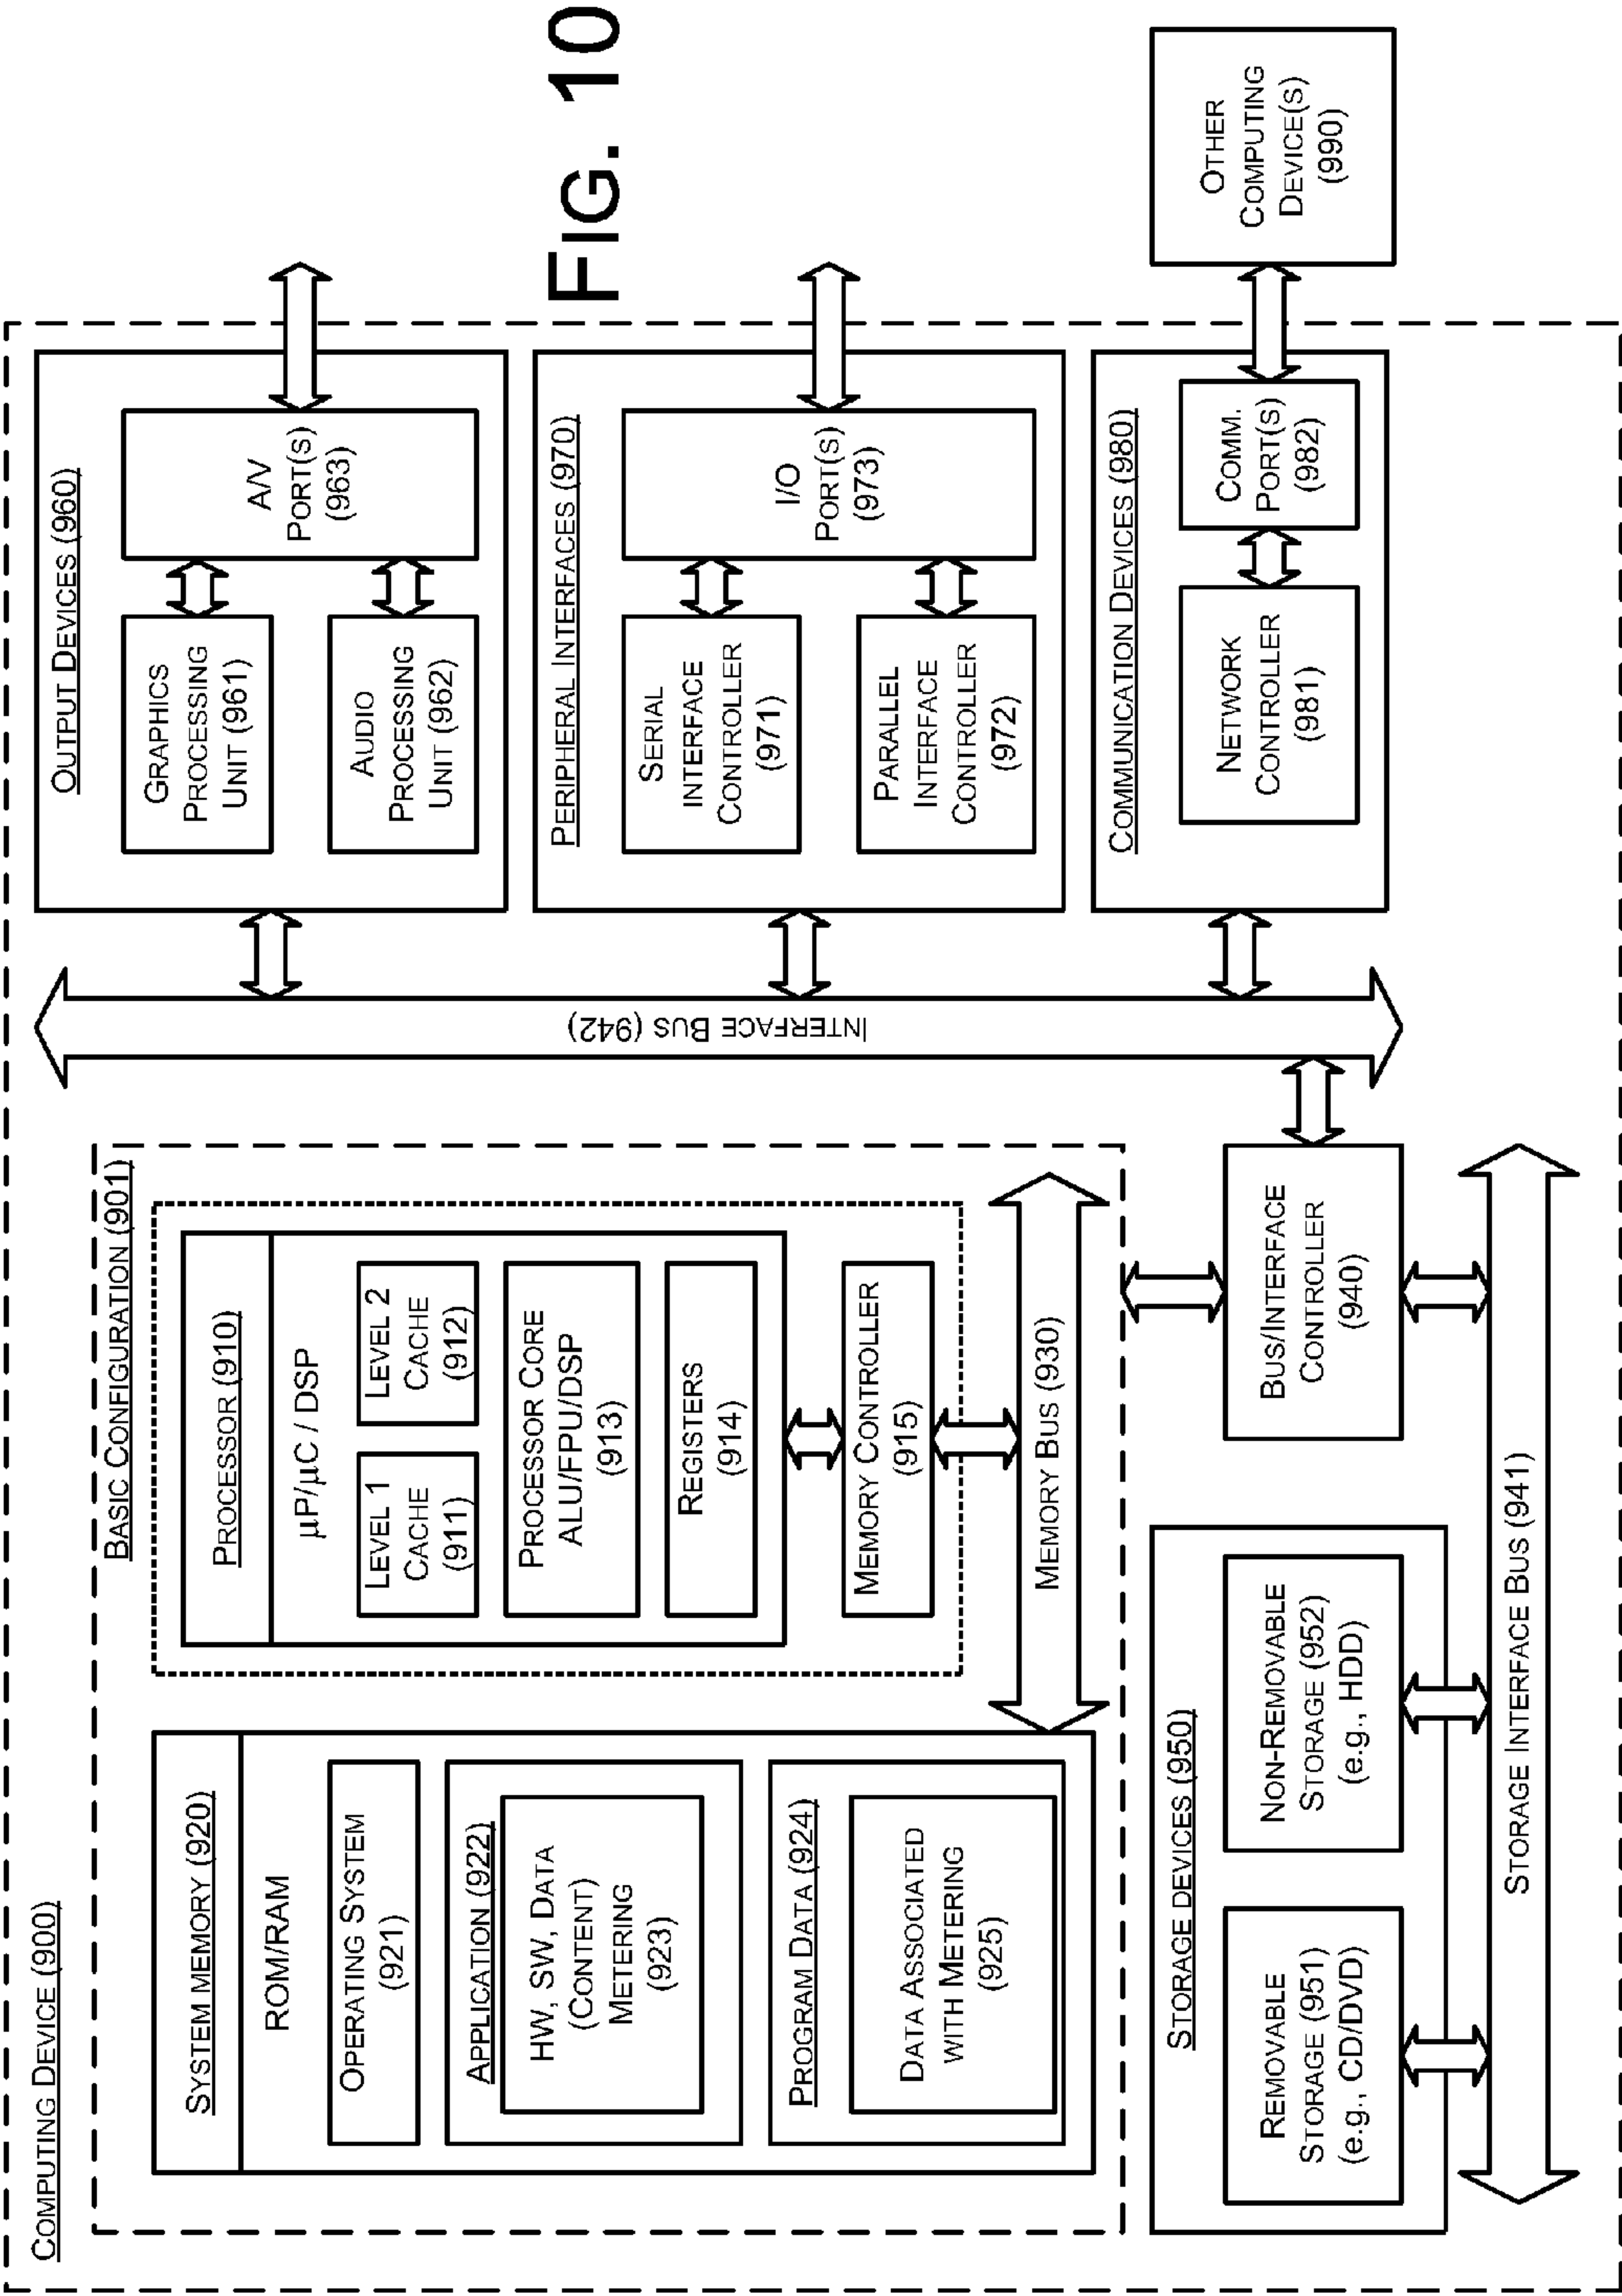 COMPUTING DEVICE (900)
BASIC CONFIGURATION (901)
SYSTEM MEMORY (920)
ROM/RAM
OPERATING SYSTEM
(921)
APPLICATION (922)
HW, SW, DATA
(CONTENT)
METERING
(923)
PROGRAM DATA (924)
DATA ASSOCIATED
WITH METERING
(925)
PROCESSOR (910)
µP/µC / DSP
LEVEL 1
CACHE
(911)
LEVEL 2
CACHE
(912)
PROCESSOR CORE
ALU/FPU/DSP
(913)
REGISTERS
(914)
MEMORY CONTROLLER
(915)
MEMORY BUS (930)
BUS/INTERFACE
CONTROLLER
(940)
STORAGE DEVICES (950)
REMOVABLE
STORAGE (951)
(e.g., CD/DVD)
NON-REMOVABLE
STORAGE (952)
(e.g., HDD)
STORAGE INTERFACE BUS (941)
INTERFACE BUS (942)
OUTPUT DEVICES (960)
GRAPHICS
PROCESSING
UNIT (961)
AUDIO
PROCESSING
UNIT (962)
A/V
PORT(S)
(963)
PERIPHERAL INTERFACES (970)
SERIAL
INTERFACE
CONTROLLER
(971)
PARALLEL
INTERFACE
CONTROLLER
(972)
I/O
PORT(S)
(973)
COMMUNICATION DEVICES (980)
NETWORK
CONTROLLER
(981)
COMM.
PORT(S)
(982)
OTHER
COMPUTING
DEVICE(S)
(990)
FIG. 10